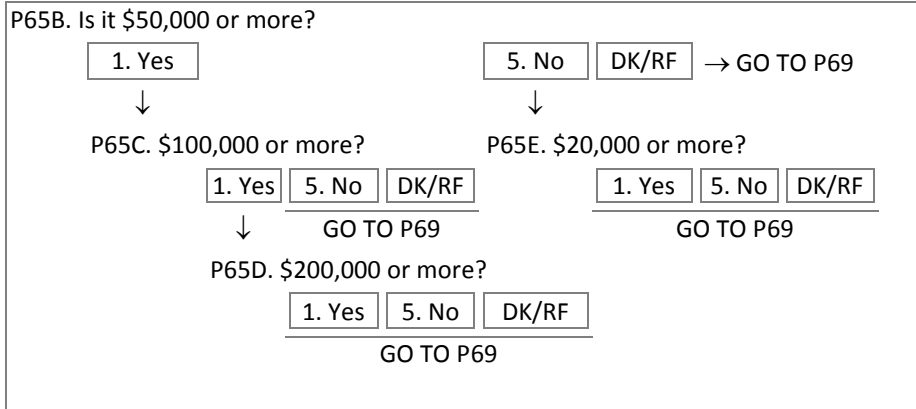 P65B. Is it $50,000 or more?
1. Yes 5. No DK/RF → GO TO P69
↓ ↓
P65C. $100,000 or more? P65E. $20,000 or more?
1. Yes 5. No DK/RF 1. Yes 5. No DK/RF
↓ GO TO P69 GO TO P69
P65D. $200,000 or more?
1. Yes 5. No DK/RF
GO TO P69